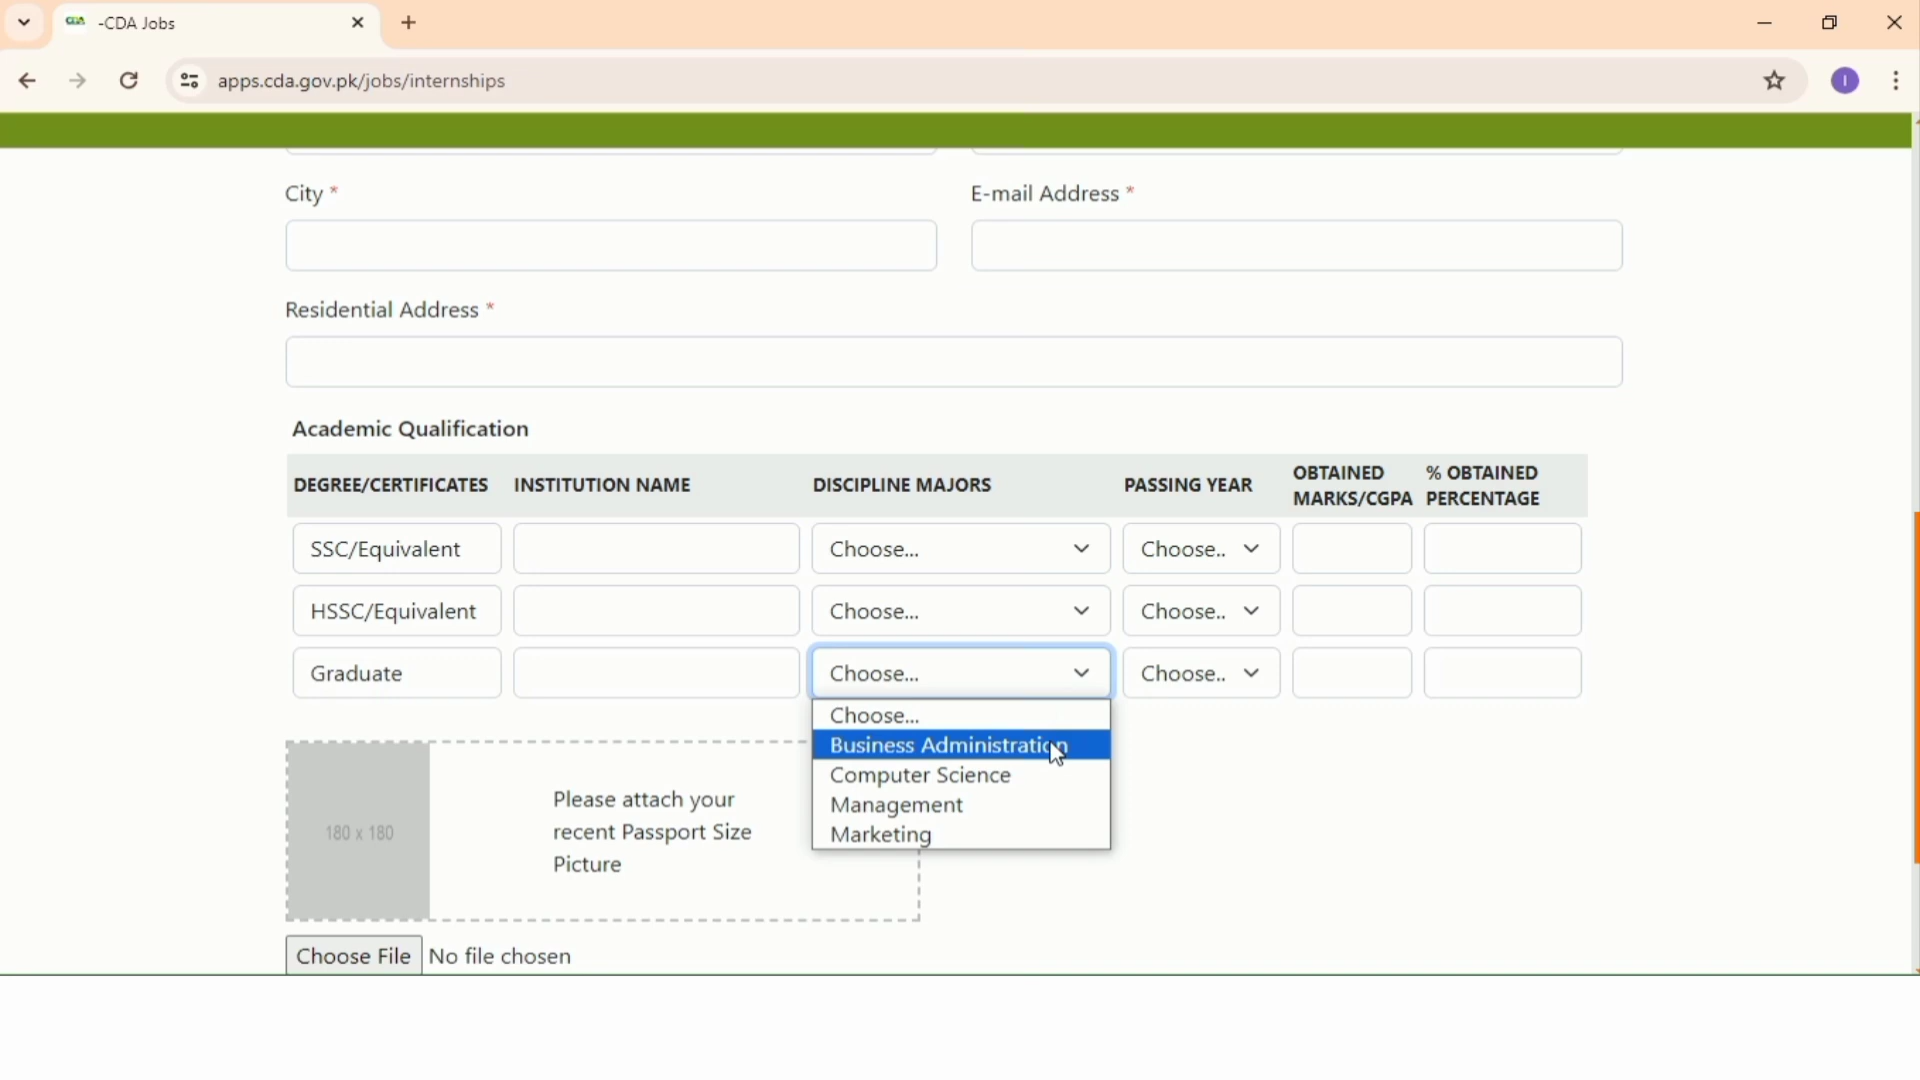 CDA -CDA Jobs
apps.cda.gov.pk/jobs/internships
I
City *
E-mail Address *
Residential Address *
Academic Qualification
DEGREE/CERTIFICATES INSTITUTION NAME DISCIPLINE MAJORS PASSING YEAR OBTAINED MARKS/CGPA % OBTAINED PERCENTAGE
SSC/Equivalent Choose... Choose..
HSSC/Equivalent Choose... Choose..
Graduate Choose... Choose..
Choose...
Business Administration
Computer Science
Management
Marketing
180 x 180
Please attach your
recent Passport Size
Picture
Choose File No file chosen